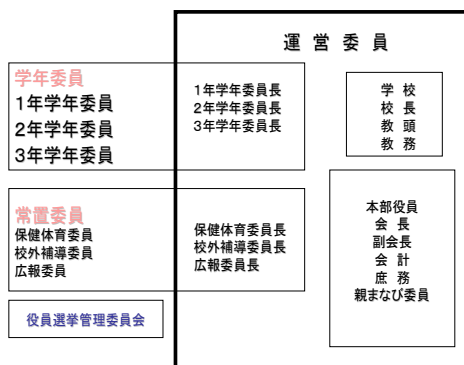 運 営 委 員
学年委員
1年学年委員
2年学年委員
3年学年委員
1年学年委員長
2年学年委員長
3年学年委員長
学 校
校 長
教 頭
教 務
常置委員
保健体育委員
校外補導委員
広報委員
保健体育委員長
校外補導委員長
広報委員長
本部役員
会 長
副会長
会 計
庶 務
親まなび委員
役員選挙管理委員会